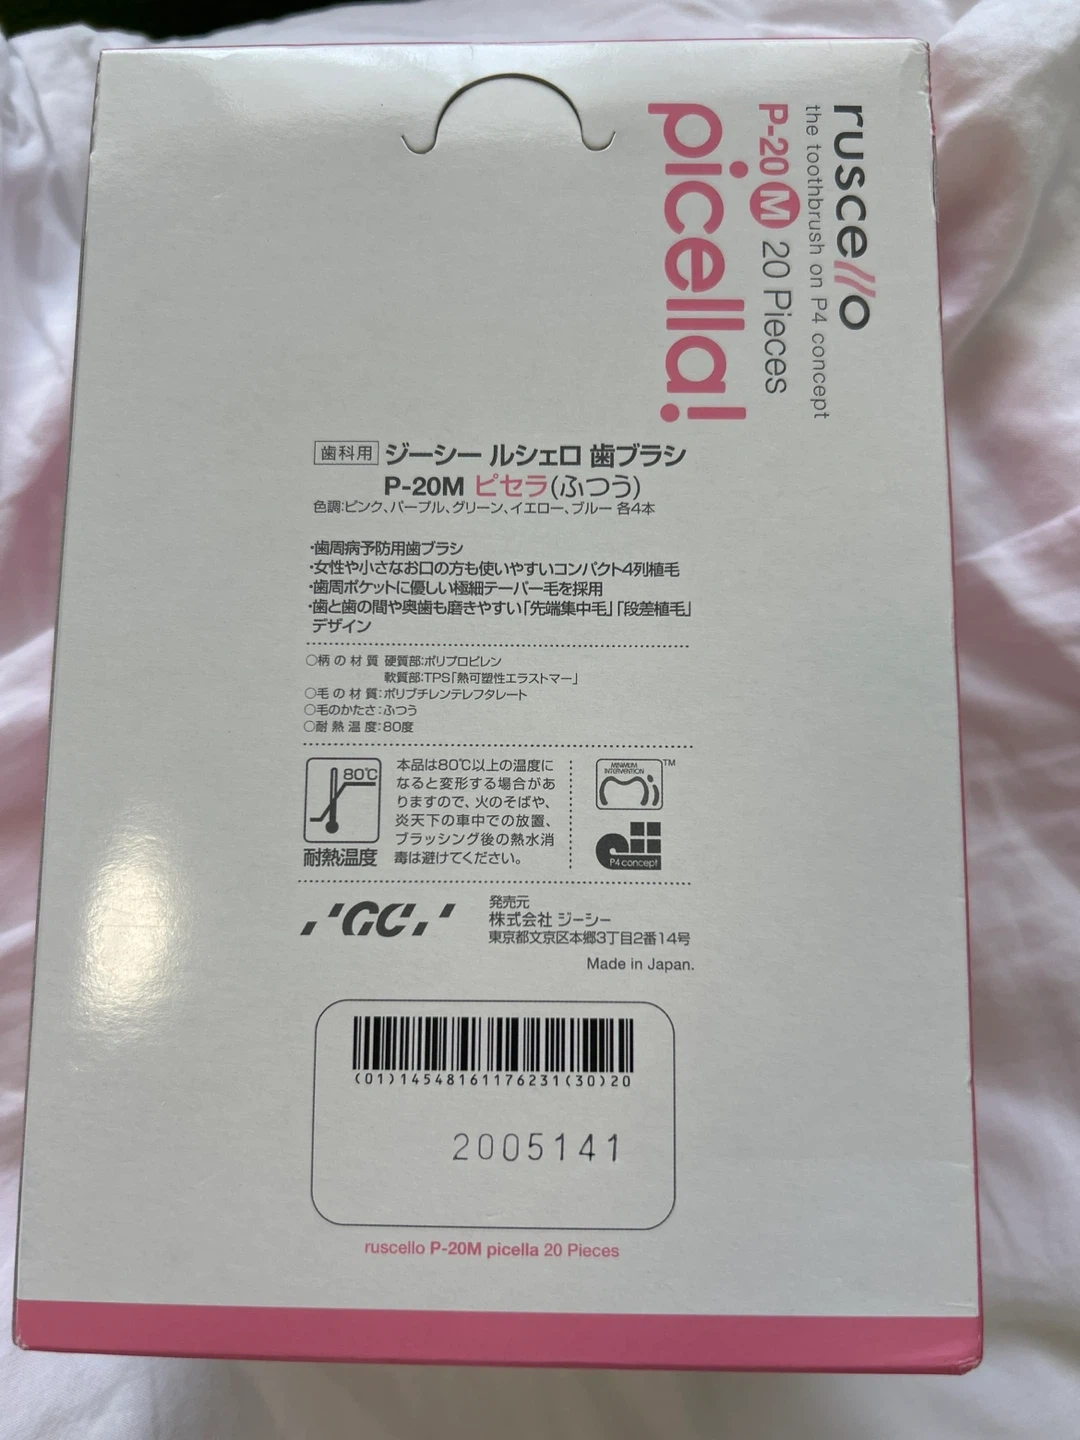 ruscello
the toothbrush on P4 concept
P-20 M 20 Pieces
picella!
歯科用 ジーシー ルシェロ 歯ブラシ
P-20M ピセラ(ふつう)
色調:ピンク、パープル、グリーン、イエロー、ブルー 各4本
・歯周病予防用歯ブラシ
・女性や小さなお口の方も使いやすいコンパクト4列植毛
・歯周ポケットに優しい極細テーパー毛を採用
・歯と歯の間や奥歯も磨きやすい「先端集中毛」「段差植毛」
デザイン
○柄の材質 硬質部:ポリプロピレン
軟質部:TPS「熱可塑性エラストマー」
○毛の材質:ポリブチレンテレフタレート
○毛のかたさ:ふつう
○耐熱温度:80度
80℃
耐熱温度
本品は80℃以上の温度に
なると変形する場合があ
りますので、火のそばや、
炎天下の車中での放置、
ブラッシング後の熱水消
毒は避けてください。
MINIMUM
INTERVENTION
TM
P4 concept
GC
発売元
株式会社 ジーシー
東京都文京区本郷3丁目2番14号
Made in Japan.
(01)14548161176231(30)20
2005141
ruscello P-20M picella 20 Pieces